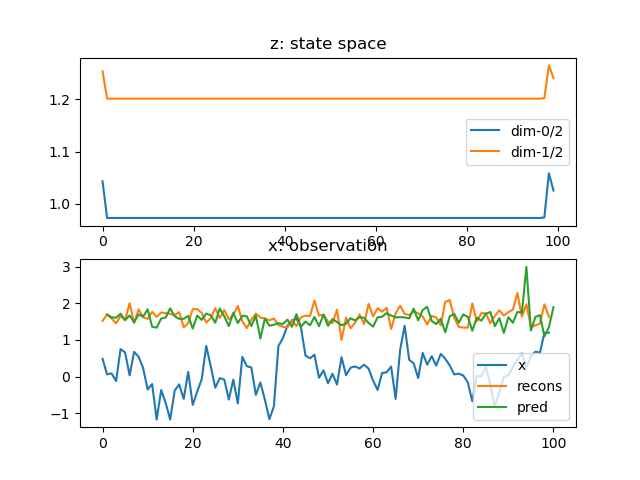 z: state space
1.2
1.1
1.0
dim-0/2
dim-1/2
0 20 40 60 80 100
x: observation
3
2
1
0
−1
x
recons
pred
0 20 40 60 80 100